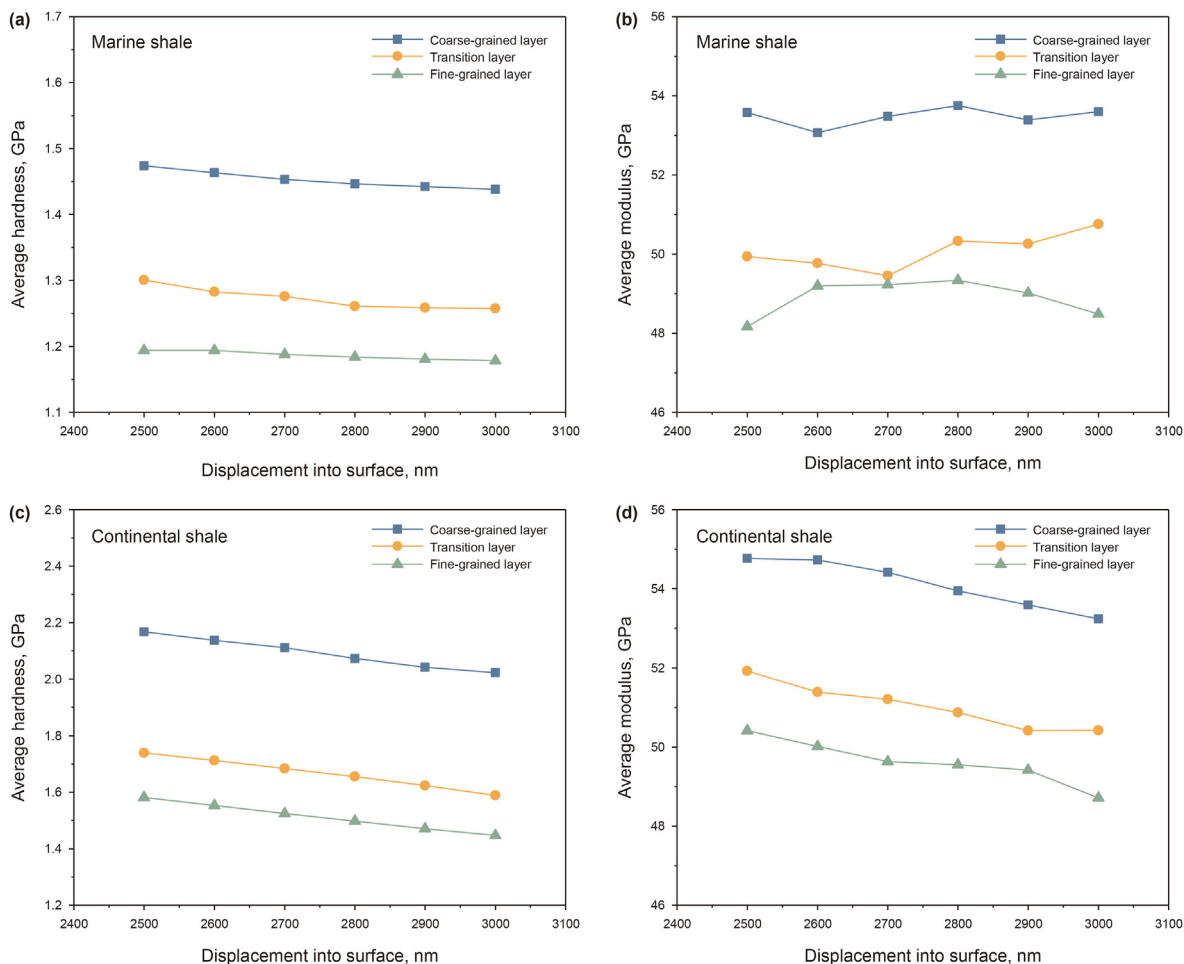 (a)
Marine shale
Coarse-grained layer
Transition layer
Fine-grained layer
1.7
1.6
1.5
1.4
1.3
1.2
1.1
Average hardness, GPa
2400 2500 2600 2700 2800 2900 3000 3100
Displacement into surface, nm
(b)
Marine shale
Coarse-grained layer
Transition layer
Fine-grained layer
56
54
52
50
48
46
Average modulus, GPa
2400 2500 2600 2700 2800 2900 3000 3100
Displacement into surface, nm
(c)
Continental shale
Coarse-grained layer
Transition layer
Fine-grained layer
2.6
2.4
2.2
2.0
1.8
1.6
1.4
1.2
Average hardness, GPa
2400 2500 2600 2700 2800 2900 3000 3100
Displacement into surface, nm
(d)
Continental shale
Coarse-grained layer
Transition layer
Fine-grained layer
56
54
52
50
48
46
Average modulus, GPa
2400 2500 2600 2700 2800 2900 3000 3100
Displacement into surface, nm